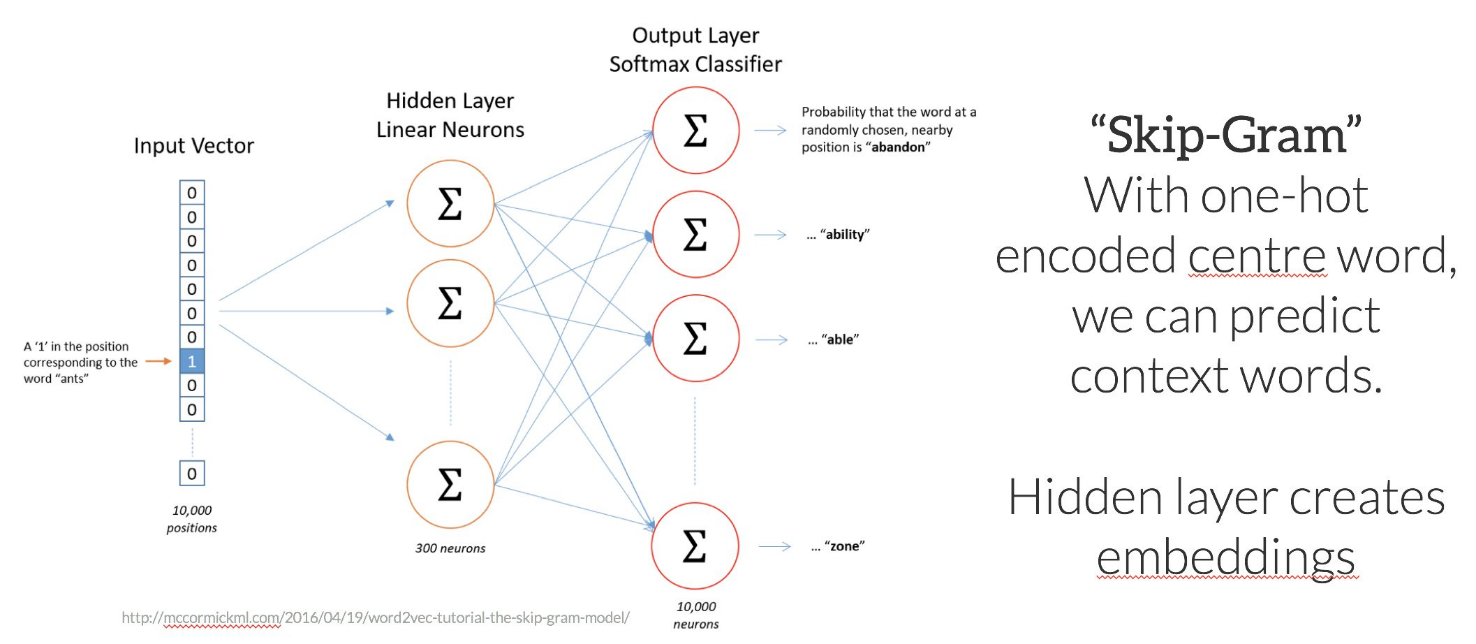 Output Layer
Softmax Classifier
Hidden Layer
Linear Neurons
Input Vector
0
0
0
0
0
0
0
1
0
0
0
A ‘1’ in the position
corresponding to the
word “ants”
10,000
positions
Σ
Σ
Σ
300 neurons
Σ
Σ
Σ
Σ
10,000
neurons
Probability that the word at a
randomly chosen, nearby
position is “abandon”
... “ability”
... “able”
... “zone”
http://mccormickml.com/2016/04/19/word2vec-tutorial-the-skip-gram-model/
“Skip-Gram”
With one-hot
encoded centre word,
we can predict
context words.
Hidden layer creates
embeddings